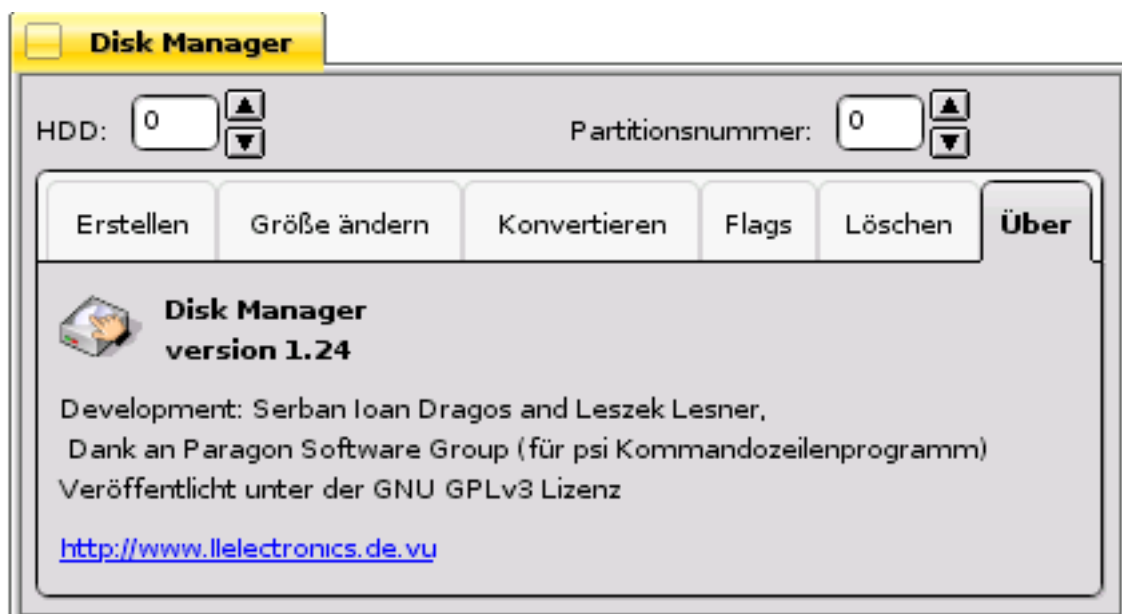 Disk Manager
HDD: 0 Partitionsnummer: 0
Erstellen Größe ändern Konvertieren Flags Löschen Über
Disk Manager
version 1.24
Development: Serban Ioan Dragos and Leszek Lesner,
Dank an Paragon Software Group (für psi Kommandozeilenprogramm)
Veröffentlicht unter der GNU GPLv3 Lizenz
http://www.llelectronics.de.vu